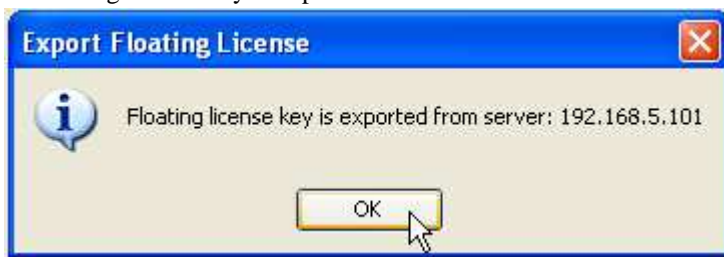 Export Floating License
Floating license key is exported from server: 192.168.5.101
OK